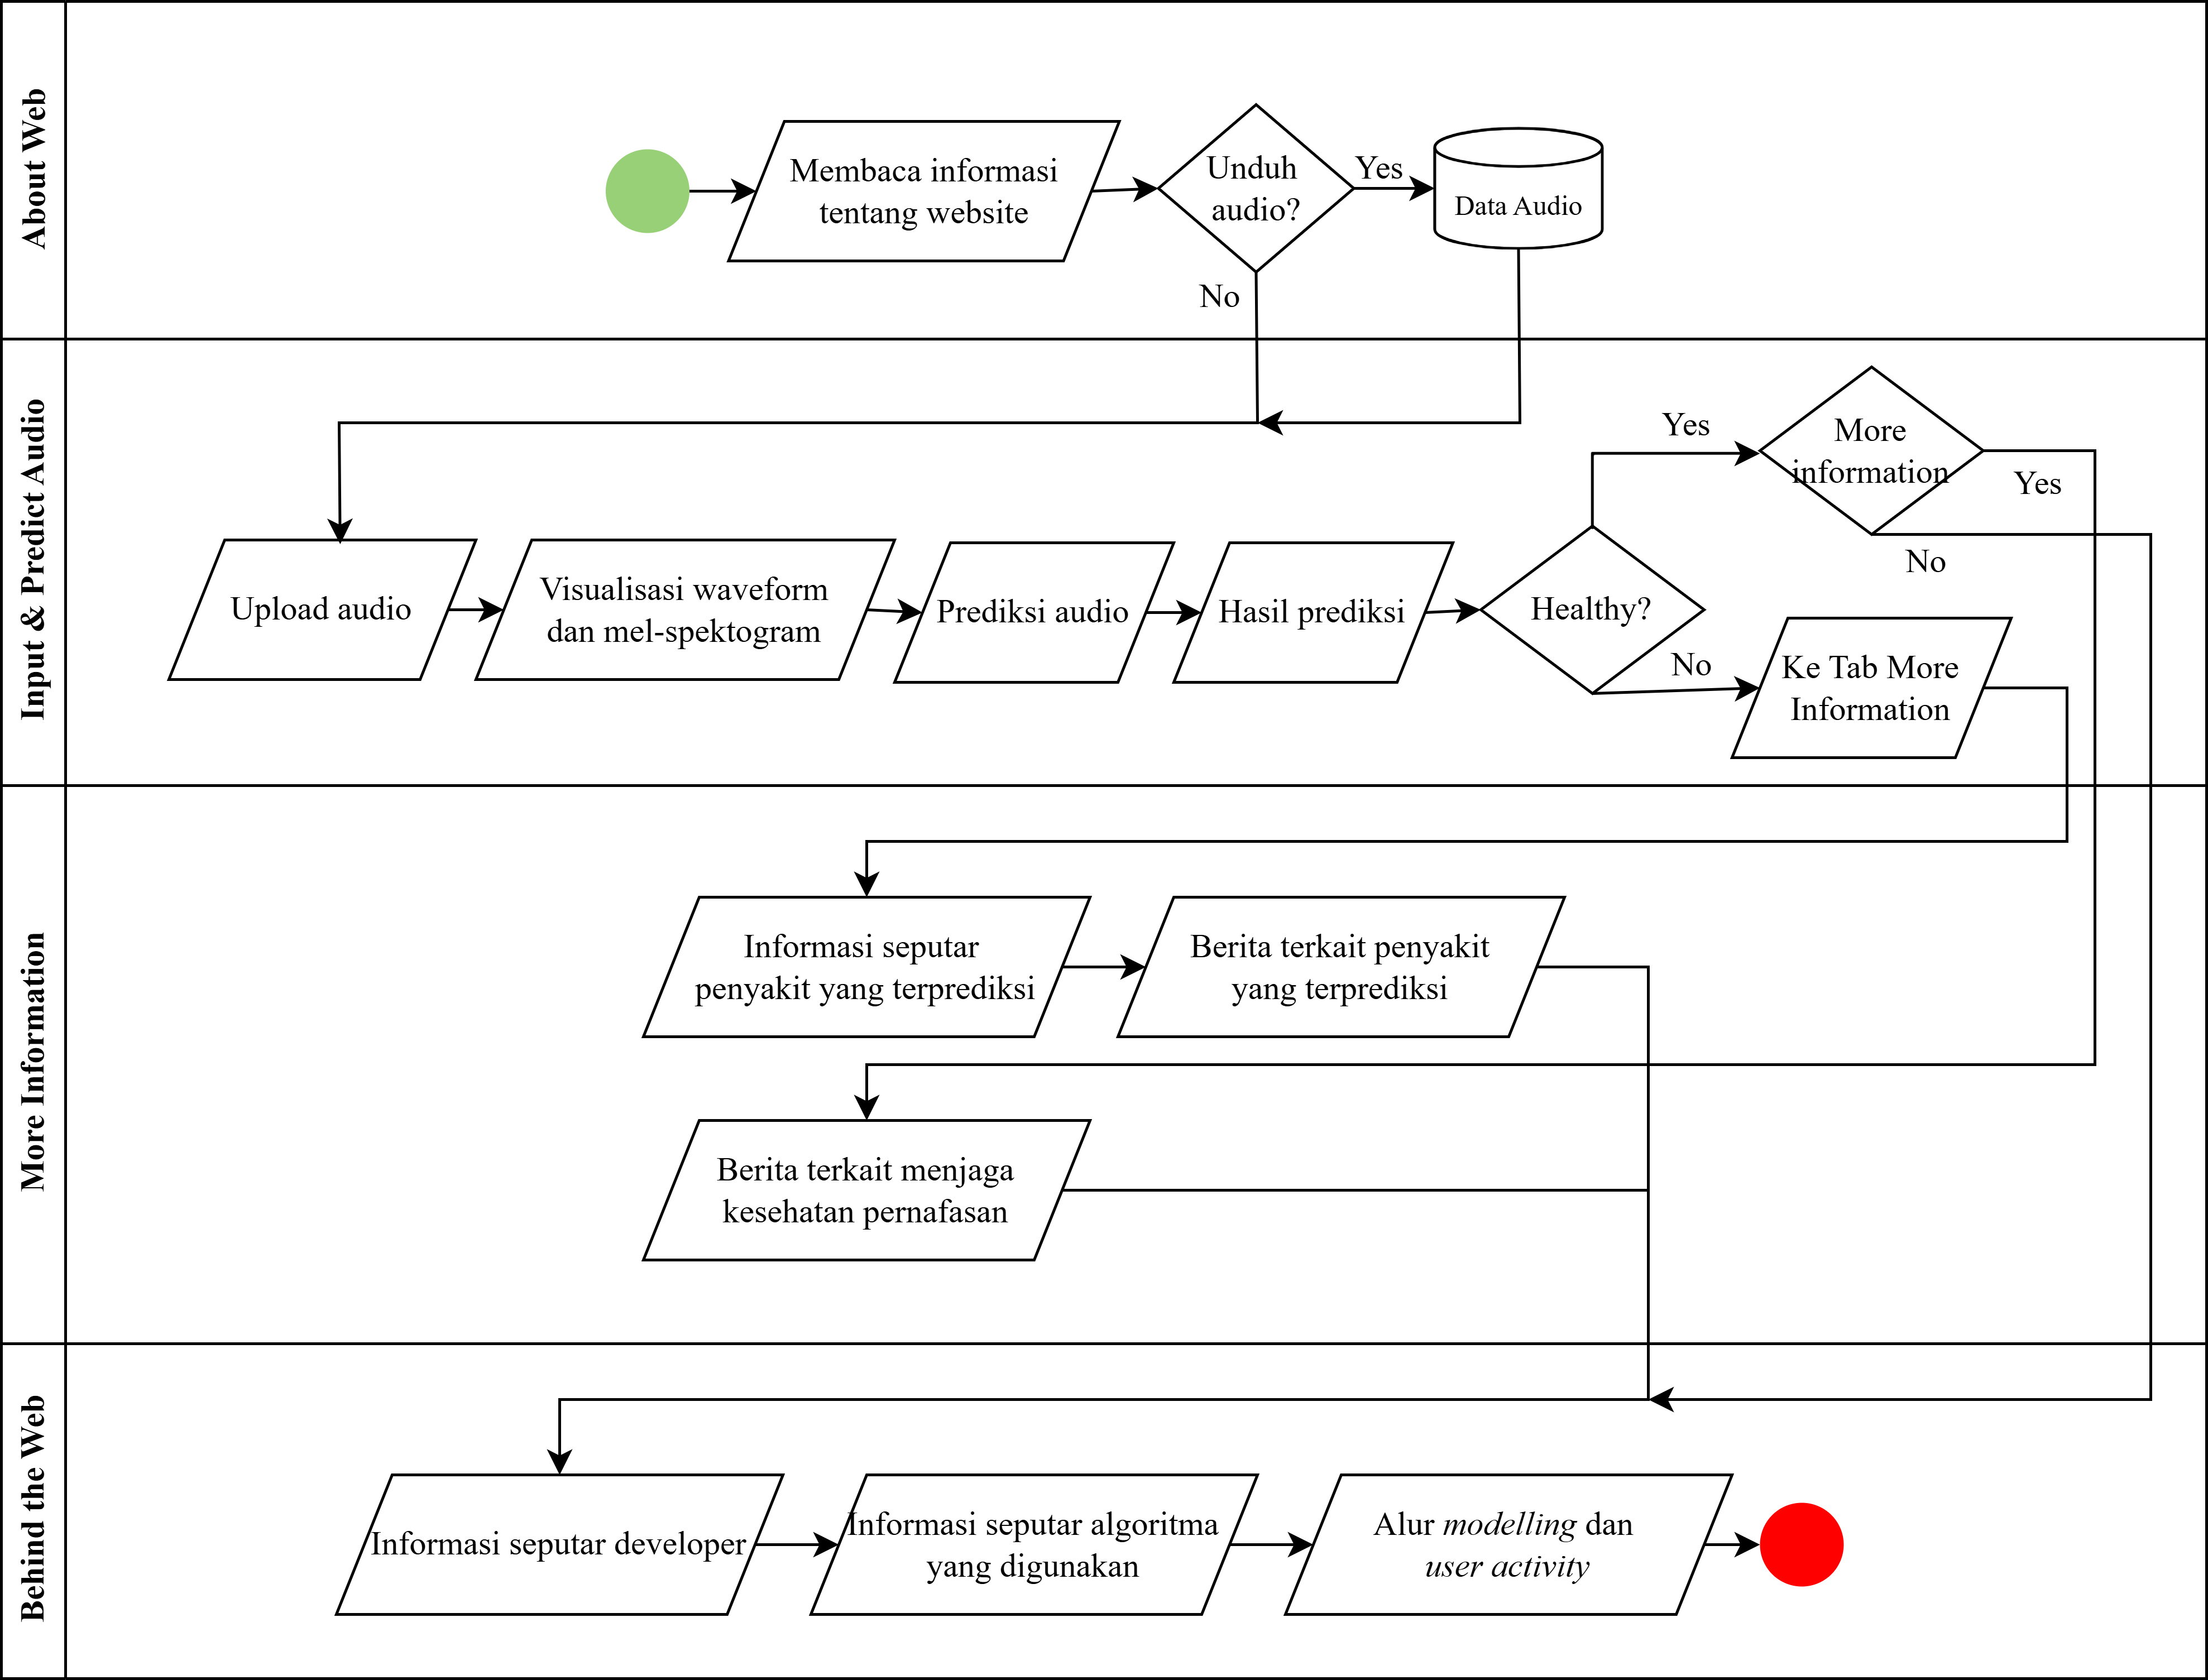 About Web
Membaca informasi
tentang website
Unduh
audio?
Yes
Data Audio
No
Input & Predict Audio
Upload audio
Visualisasi waveform
dan mel-spektogram
Prediksi audio
Hasil prediksi
Healthy?
Yes
More
information
Yes
No
No
Ke Tab More
Information
More Information
Informasi seputar
penyakit yang terprediksi
Berita terkait penyakit
yang terprediksi
Berita terkait menjaga
kesehatan pernafasan
Behind the Web
Informasi seputar developer
Informasi seputar algoritma
yang digunakan
Alur modelling dan
user activity